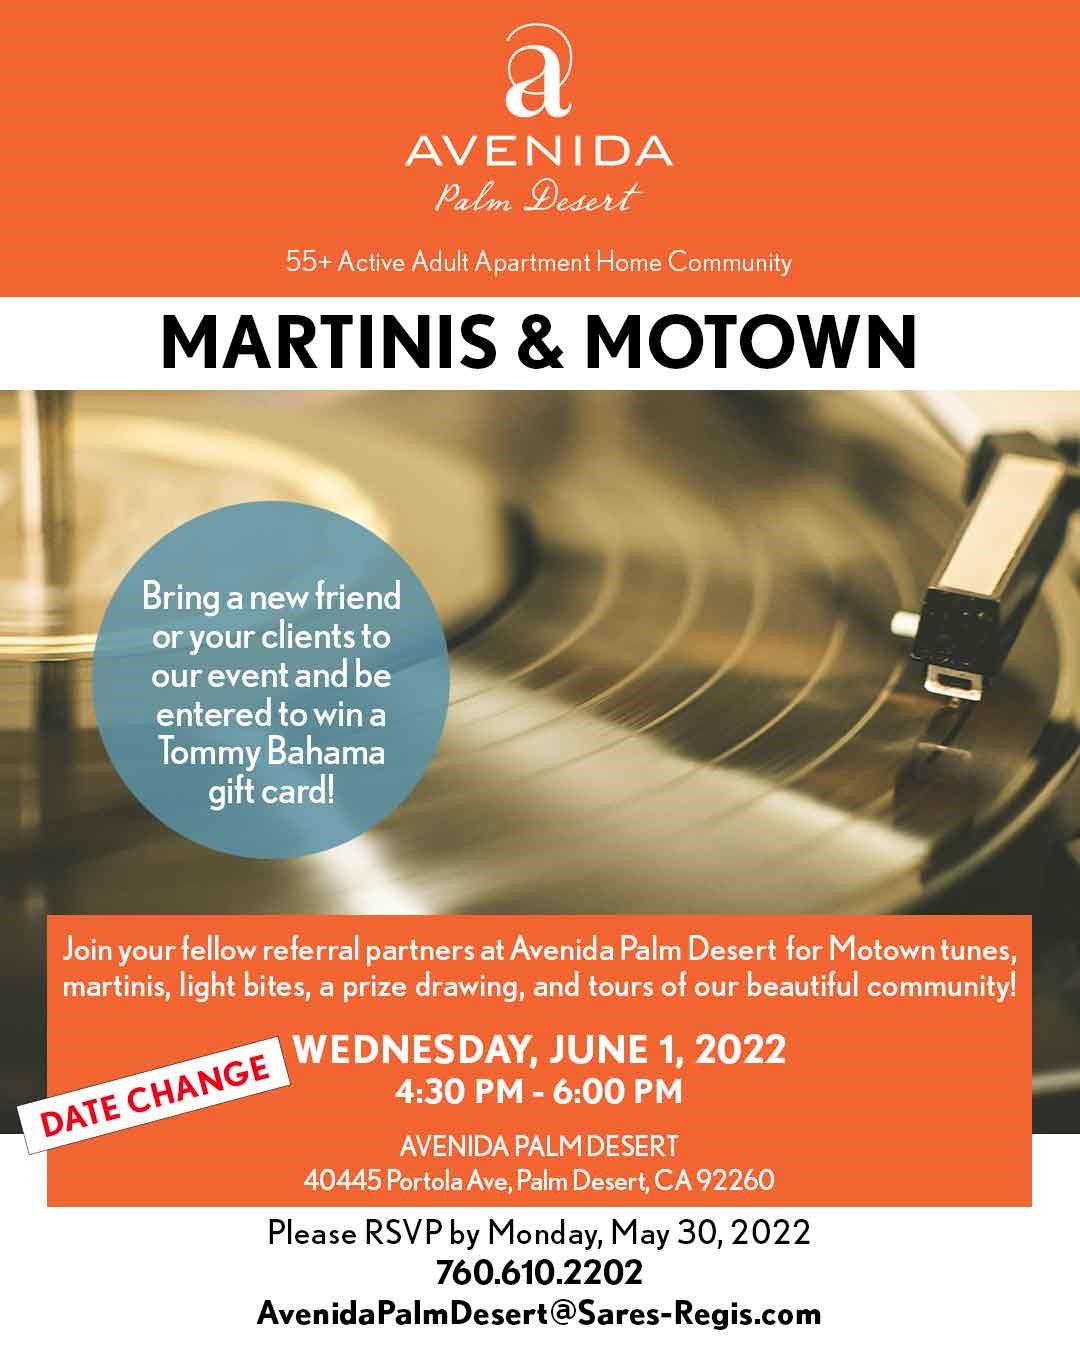 a
AVENIDA
Palm Desert
55+ Active Adult Apartment Home Community
MARTINIS & MOTOWN
Bring a new friend
or your clients to
our event and be
entered to win a
Tommy Bahama
gift card!
Join your fellow referral partners at Avenida Palm Desert for Motown tunes,
martinis, light bites, a prize drawing, and tours of our beautiful community!
DATE CHANGE
WEDNESDAY, JUNE 1, 2022
4:30 PM - 6:00 PM
AVENIDA PALM DESERT
40445 Portola Ave, Palm Desert, CA 92260
Please RSVP by Monday, May 30, 2022
760.610.2202
AvenidaPalmDesert@Sares-Regis.com